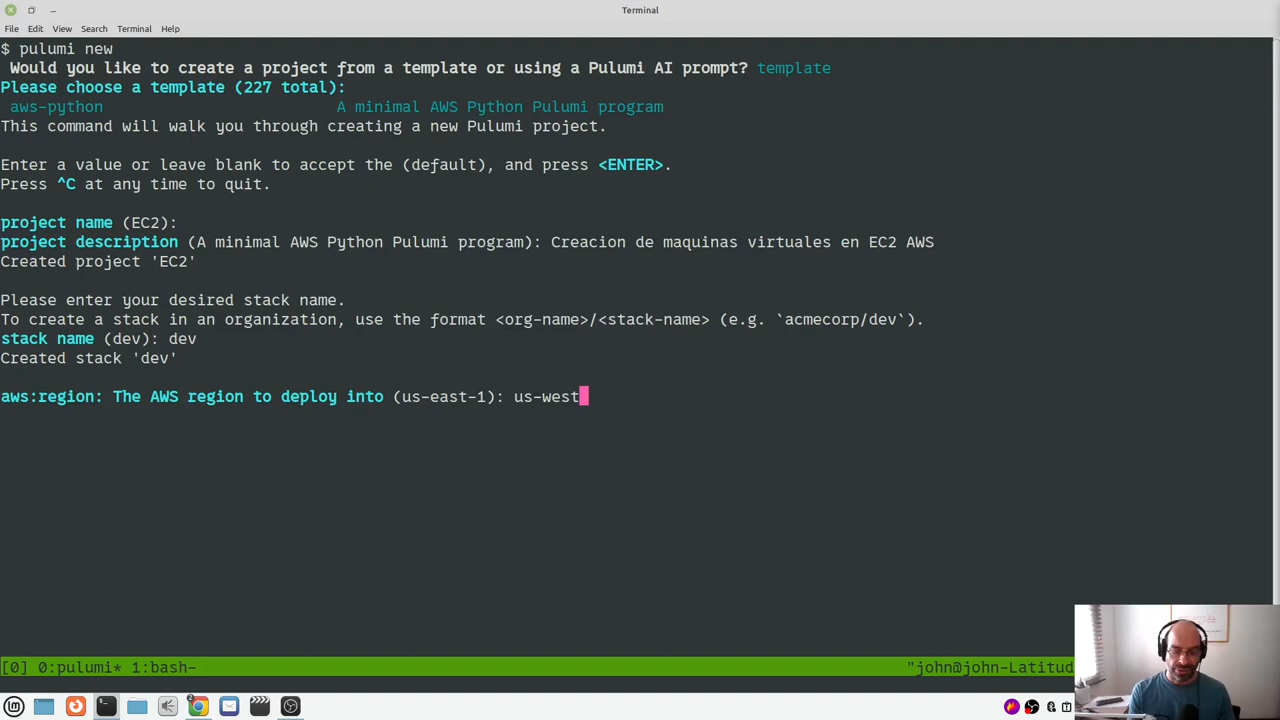 Terminal
File Edit View Search Terminal Help
$ pulumi new
Would you like to create a project from a template or using a Pulumi AI prompt? template
Please choose a template (227 total):
aws-python A minimal AWS Python Pulumi program
This command will walk you through creating a new Pulumi project.
Enter a value or leave blank to accept the (default), and press <ENTER>.
Press ^C at any time to quit.
project name (EC2):
project description (A minimal AWS Python Pulumi program): Creacion de maquinas virtuales en EC2 AWS
Created project 'EC2'
Please enter your desired stack name.
To create a stack in an organization, use the format <org-name>/<stack-name> (e.g. `acmecorp/dev`).
stack name (dev): dev
Created stack 'dev'
aws:region: The AWS region to deploy into (us-east-1): us-west
[0] 0:pulumi* 1:bash- "john@john-Latitud